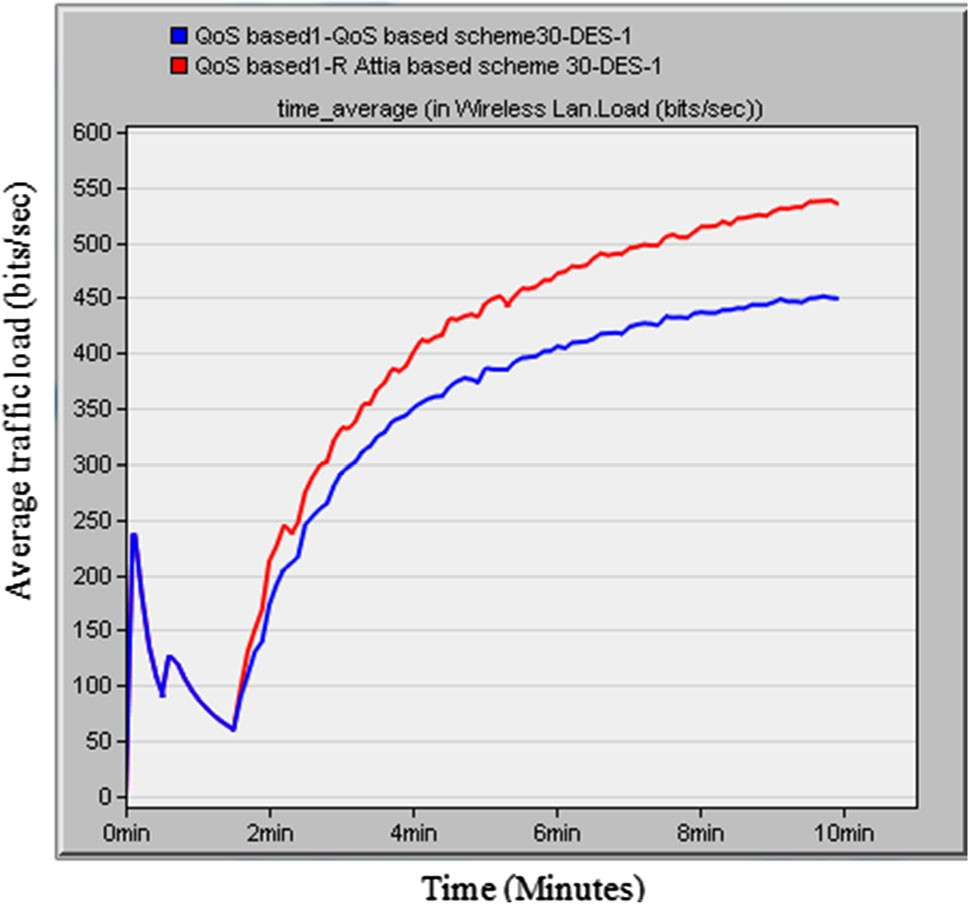 QoS based1-QoS based scheme30-DES-1
QoS based1-R Attia based scheme 30-DES-1
time_average (in Wireless Lan.Load (bits/sec))
Average traffic load (bits/sec)
600
550
500
450
400
350
300
250
200
150
100
50
0
0min 2min 4min 6min 8min 10min
Time (Minutes)